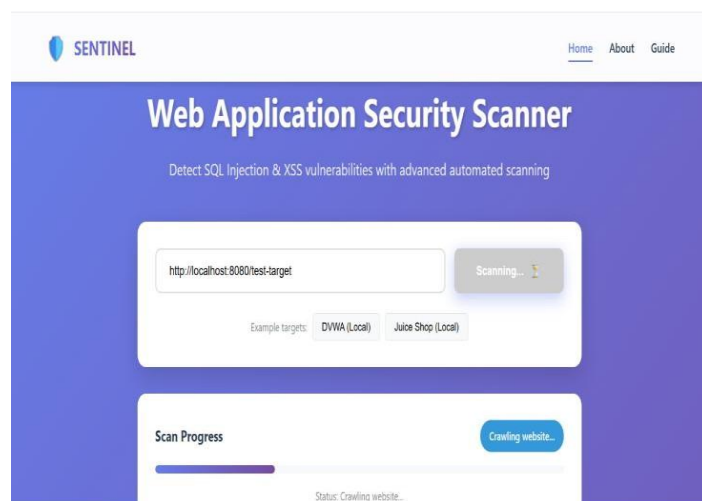 SENTINEL
Home About Guide
Web Application Security Scanner
Detect SQL Injection & XSS vulnerabilities with advanced automated scanning
http://localhost:8080/test-target
Scanning...
Example targets: DVWA (Local) Juice Shop (Local)
Scan Progress
Crawling website...
Status: Crawling website...